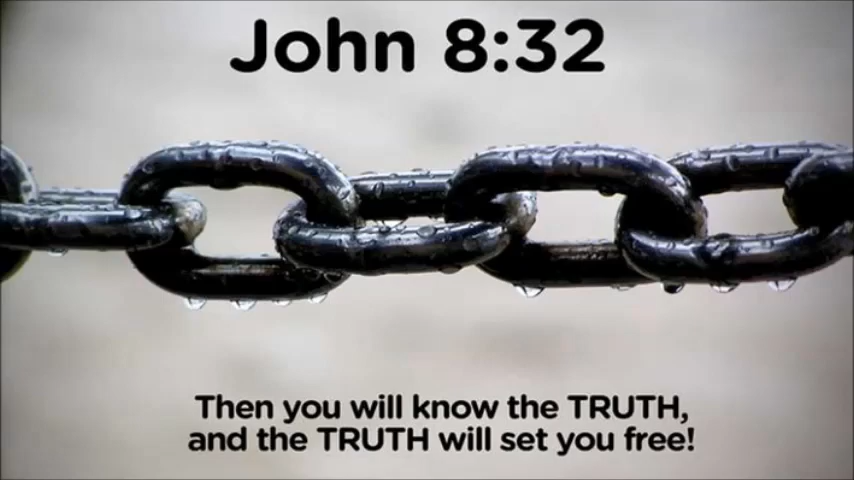 John 8:32
Then you will know the TRUTH,
and the TRUTH will set you free!